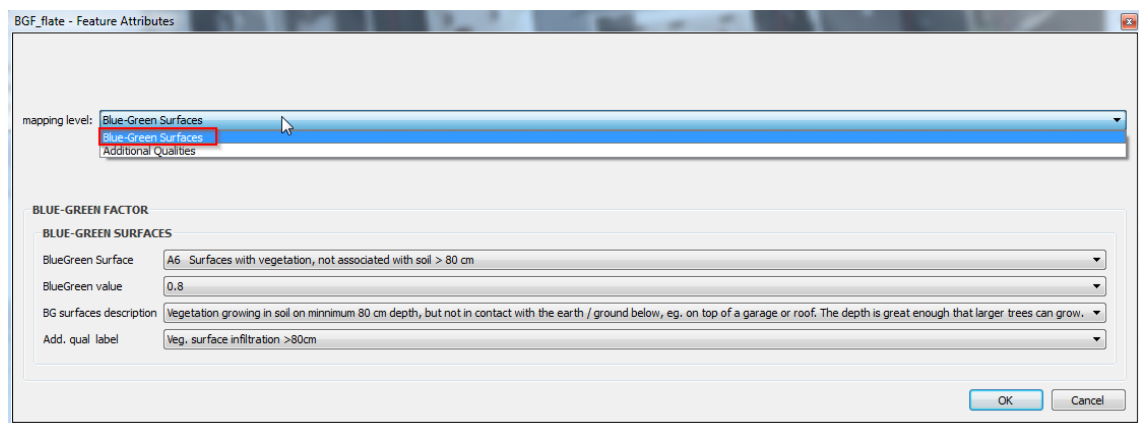 BGF_flate - Feature Attributes
mapping level: Blue-Green Surfaces
Blue-Green Surfaces
Additional Qualities
BLUE-GREEN FACTOR
BLUE-GREEN SURFACES
BlueGreen Surface A6 Surfaces with vegetation, not associated with soil > 80 cm
BlueGreen value 0.8
BG surfaces description Vegetation growing in soil on minnimum 80 cm depth, but not in contact with the earth / ground below, eg. on top of a garage or roof. The depth is great enough that larger trees can grow.
Add. qual label Veg. surface infiltration >80cm
OK Cancel